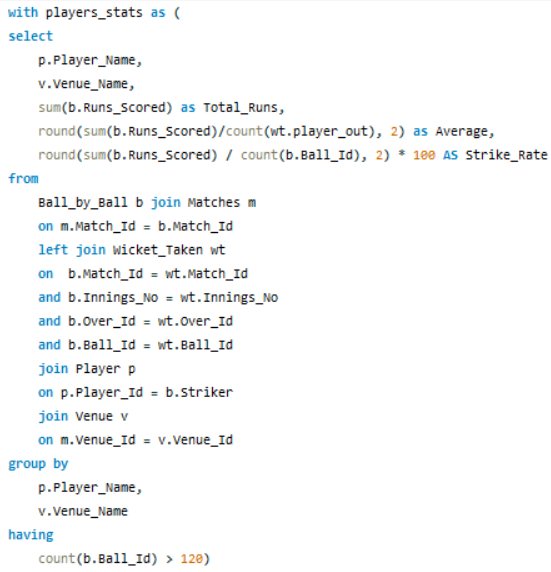 with players_stats as (
select
    p.Player_Name,
    v.Venue_Name,
    sum(b.Runs_Scored) as Total_Runs,
    round(sum(b.Runs_Scored)/count(wt.player_out), 2) as Average,
    round(sum(b.Runs_Scored) / count(b.Ball_Id), 2) * 100 AS Strike_Rate
from
    Ball_by_Ball b join Matches m
    on m.Match_Id = b.Match_Id
    left join Wicket_Taken wt
    on  b.Match_Id = wt.Match_Id
    and b.Innings_No = wt.Innings_No
    and b.Over_Id = wt.Over_Id
    and b.Ball_Id = wt.Ball_Id
    join Player p
    on p.Player_Id = b.Striker
    join Venue v
    on m.Venue_Id = v.Venue_Id
group by
    p.Player_Name,
    v.Venue_Name
having
    count(b.Ball_Id) > 120)